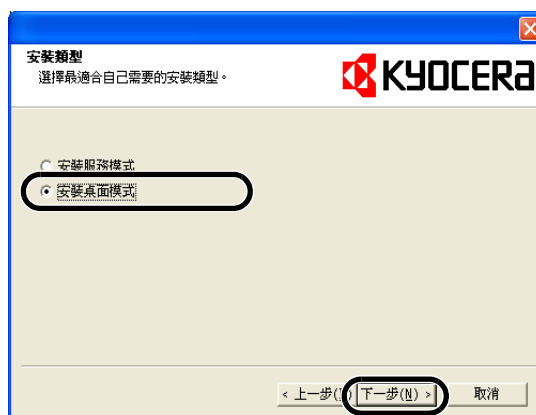 安裝類型
選擇最適合自己需要的安裝類型。
KYOCERA
安裝服務模式
安裝桌面模式
< 上一步(
下一步(N) >
取消